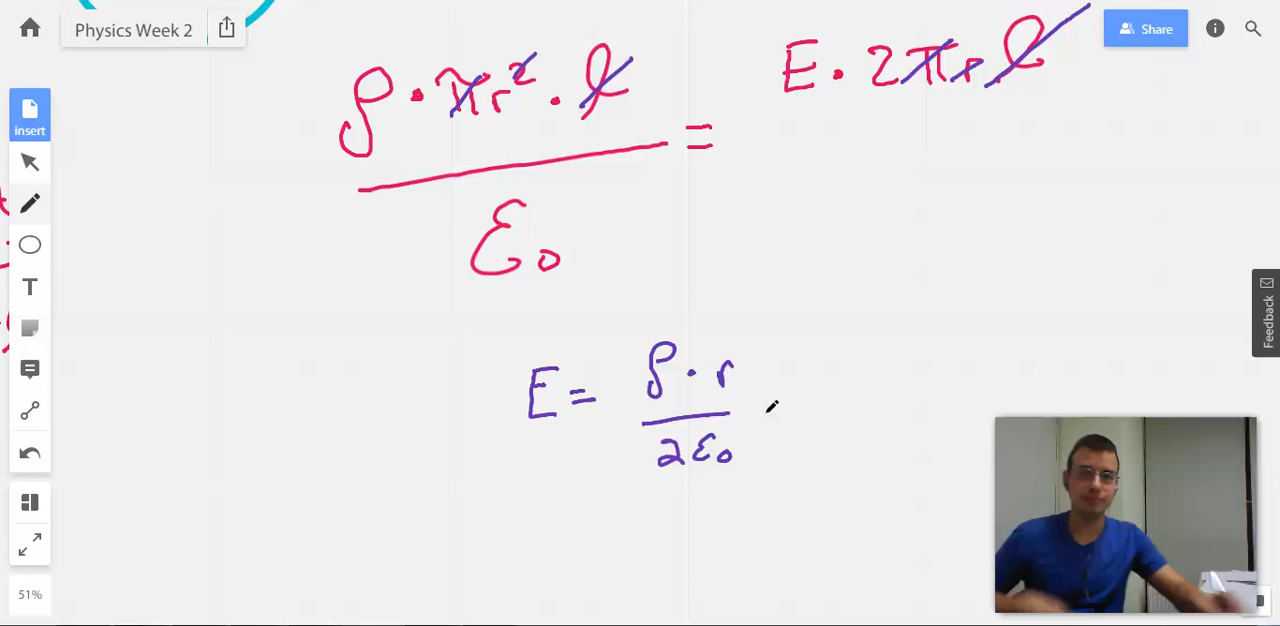 Physics Week 2
Share
insert
ρ · πr² · l
= E · 2πr l
ε₀
T
E = ρ · r
2ε₀
Feedback
51%